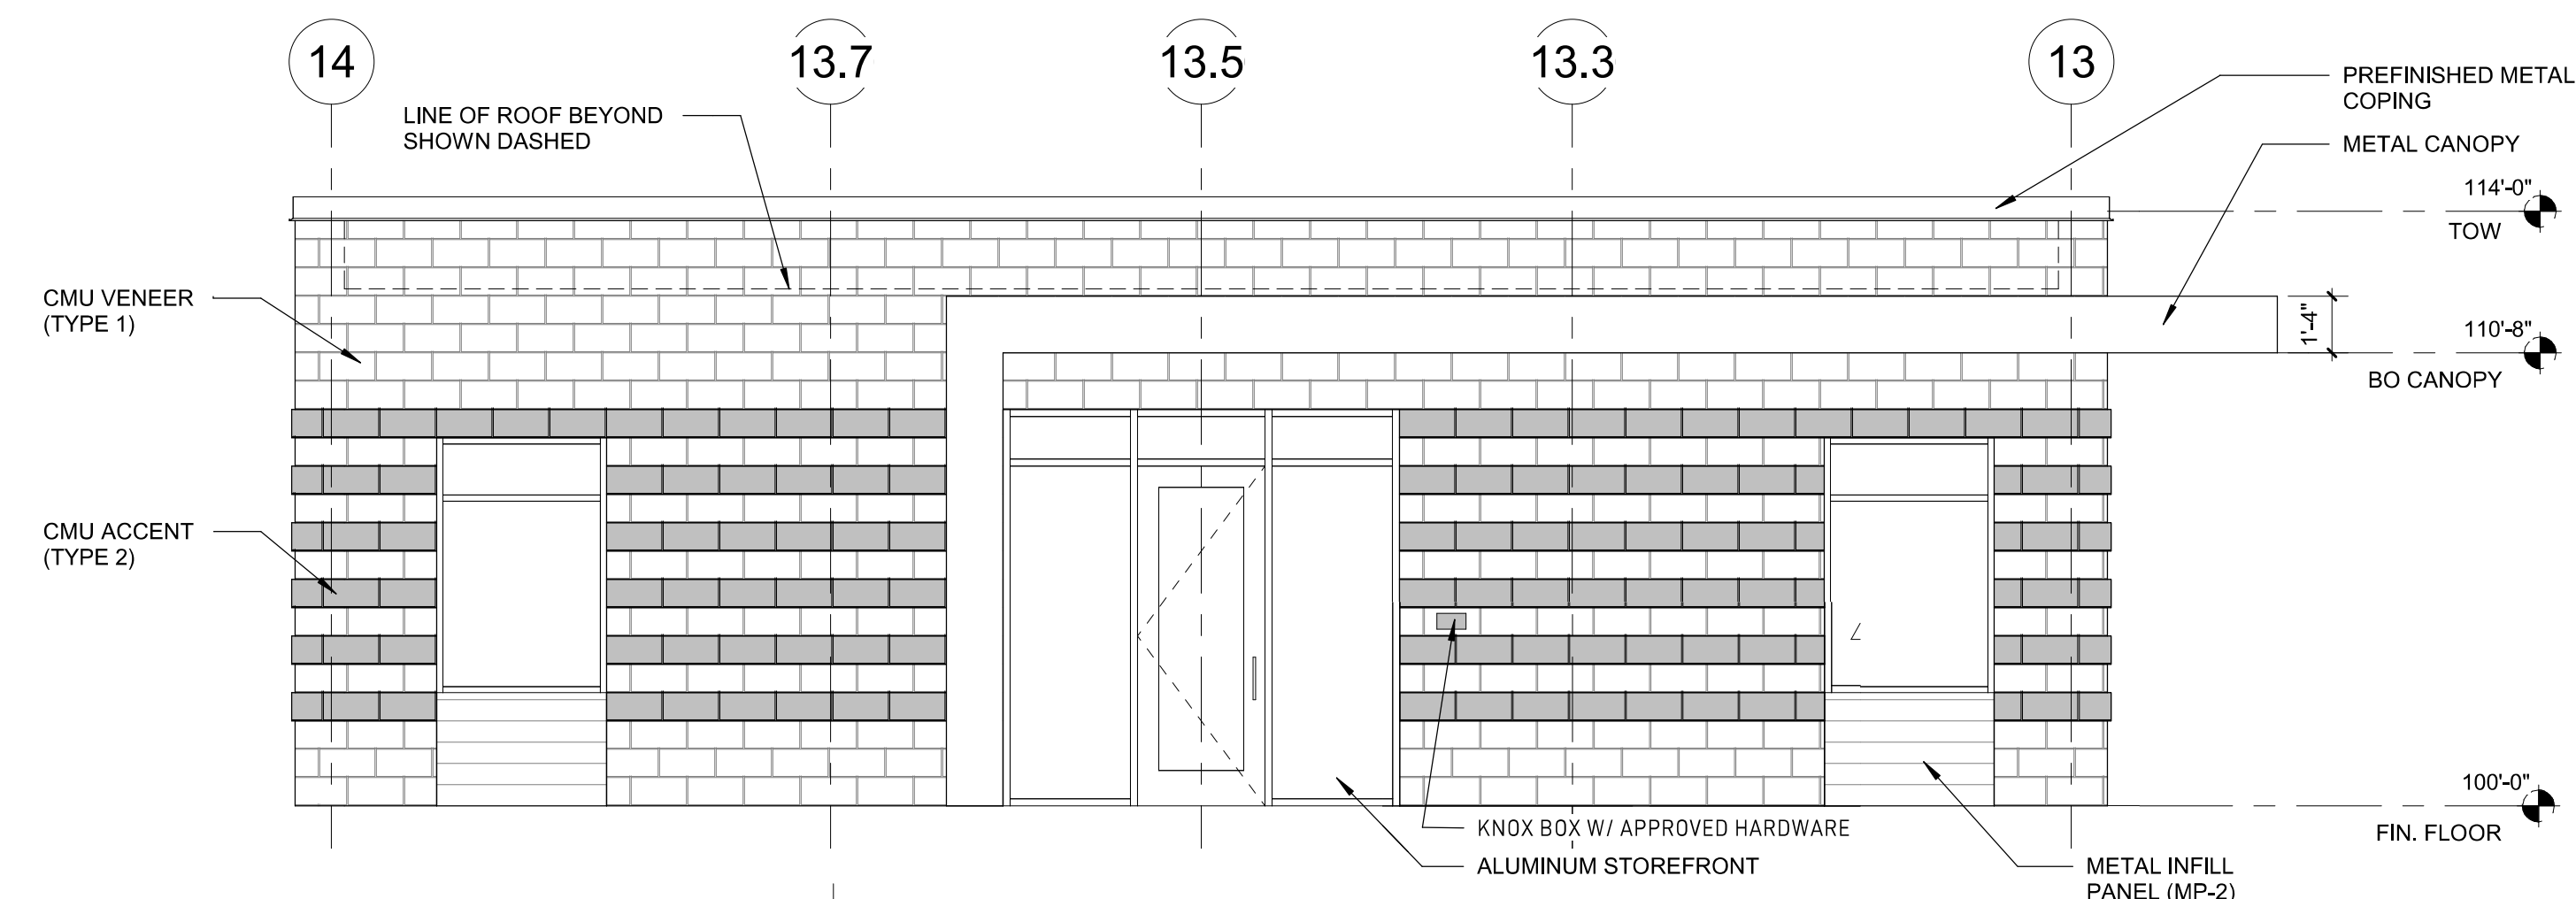 14
13.7
13.5
13.3
13
LINE OF ROOF BEYOND
SHOWN DASHED
PREFINISHED METAL
COPING
METAL CANOPY
114'-0"
TOW
CMU VENEER
(TYPE 1)
1'-4"
110'-8"
BO CANOPY
CMU ACCENT
(TYPE 2)
100'-0"
FIN. FLOOR
KNOX BOX W/ APPROVED HARDWARE
ALUMINUM STOREFRONT
METAL INFILL
PANEL (MP-2)